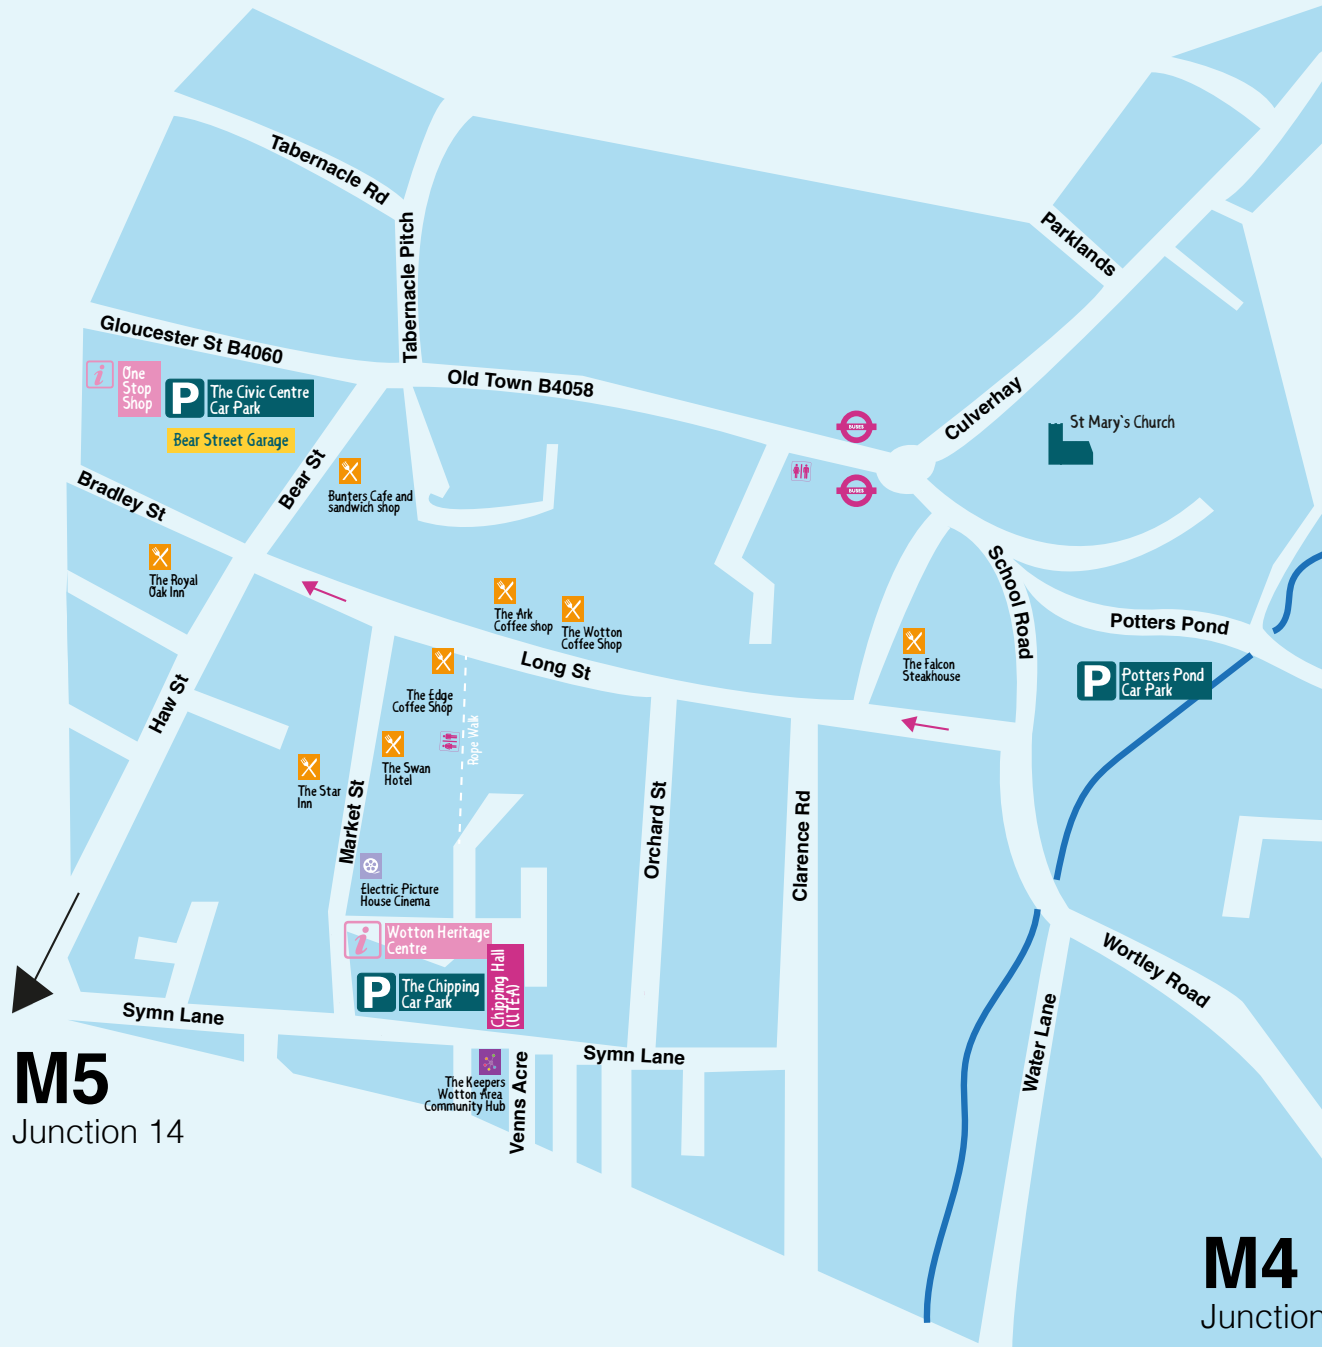 Tabernacle Rd
Tabernacle Pitch
Parklands
Gloucester St B4060
Old Town B4058
Culverhay
i
One
Stop
Shop
P
The Civic Centre
Car Park
Bear Street Garage
BUSES
BUSES
St Mary`s Church
Bradley St
Bear St
Bunters Cafe and
sandwich shop
The Royal
Oak Inn
The Ark
Coffee shop
The Wotton
Coffee Shop
School Road
Potters Pond
Long St
The Falcon
Steakhouse
P
Potters Pond
Car Park
The Edge
Coffee Shop
Haw St
Rope Walk
The Swan
Hotel
The Star
Inn
Market St
Orchard St
Clarence Rd
Electric Picture
House Cinema
i
Wotton Heritage
Centre
Chipping Hall
(U.T.E.A)
P
The Chipping
Car Park
Wortley Road
Water Lane
Symn Lane
Symn Lane
The Keepers
Wotton Area
Community Hub
Venns Acre
M5
Junction 14
M4
Junction